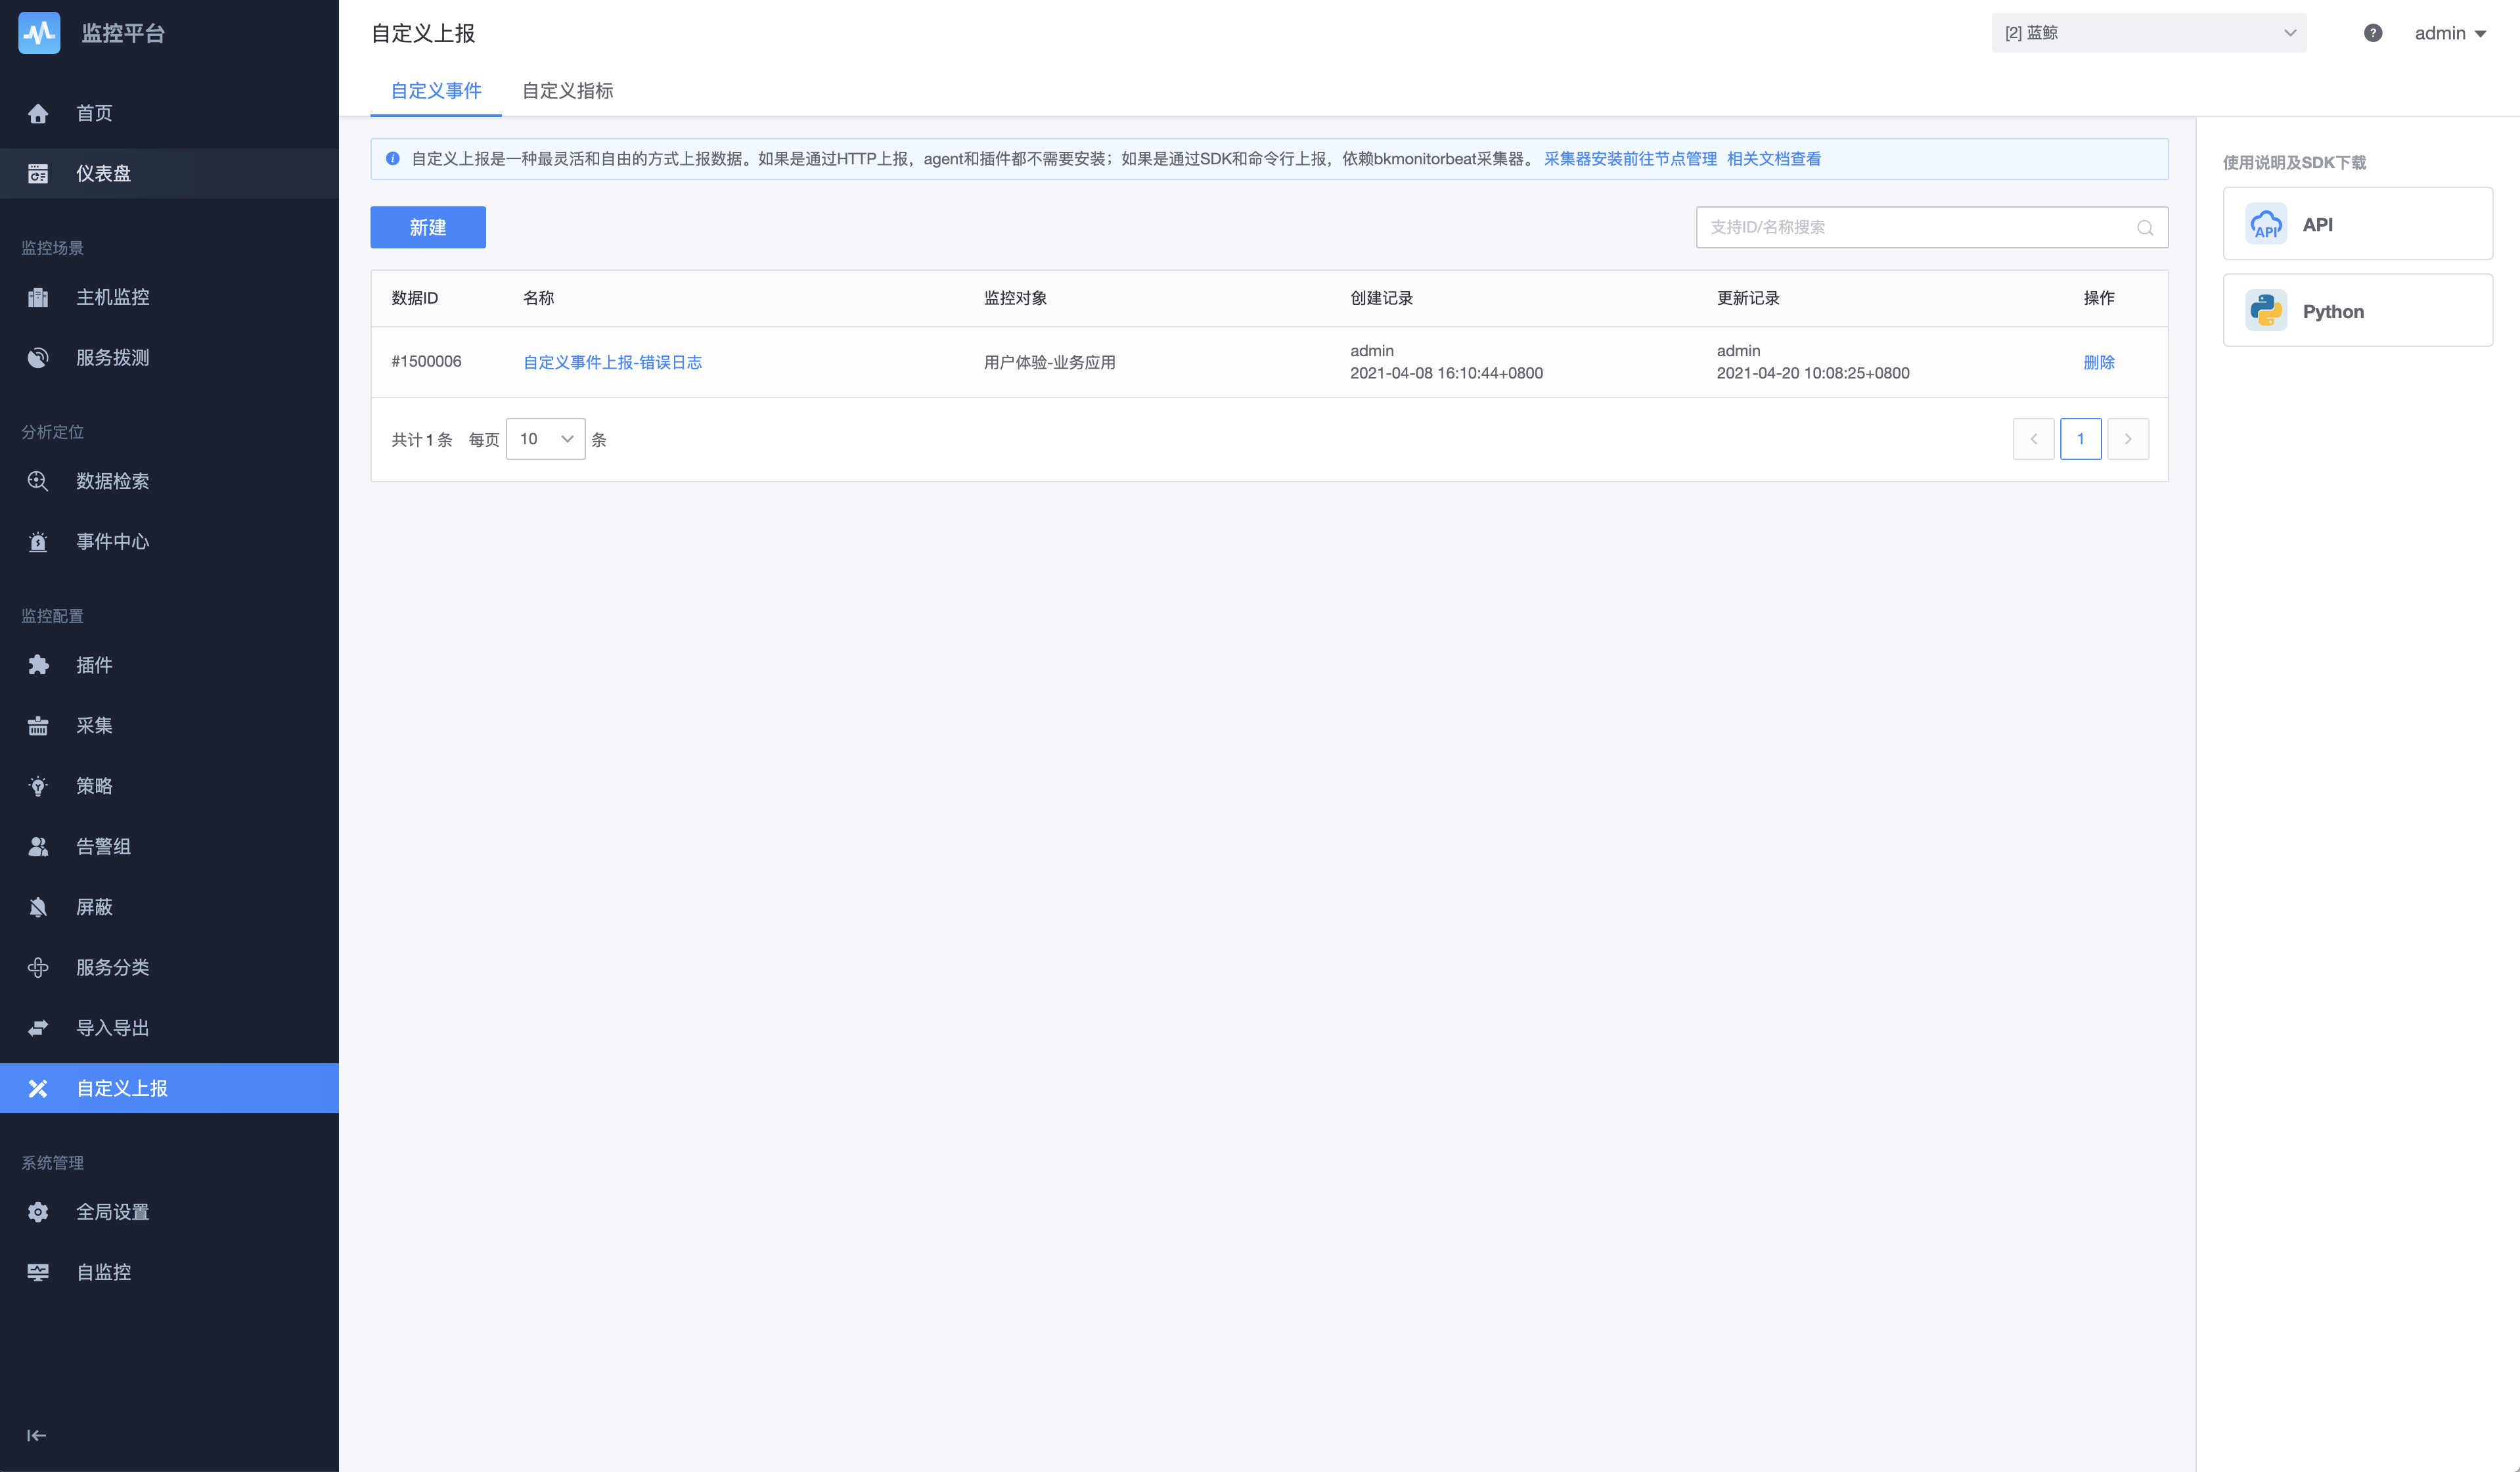 监控平台
首页
仪表盘
监控场景
主机监控
服务拨测
分析定位
数据检索
事件中心
监控配置
插件
采集
策略
告警组
屏蔽
服务分类
导入导出
自定义上报
系统管理
全局设置
自监控
自定义上报
[2] 蓝鲸
?
admin
自定义事件 自定义指标
自定义上报是一种最灵活和自由的方式上报数据。如果是通过HTTP上报，agent和插件都不需要安装；如果是通过SDK和命令行上报，依赖bkmonitorbeat采集器。 采集器安装前往节点管理 相关文档查看
新建
支持ID/名称搜索
数据ID 名称 监控对象 创建记录 更新记录 操作
#1500006 自定义事件上报-错误日志 用户体验-业务应用 admin 2021-04-08 16:10:44+0800 admin 2021-04-20 10:08:25+0800 删除
共计 1 条 每页 10 条
1
使用说明及SDK下载
API API
Python